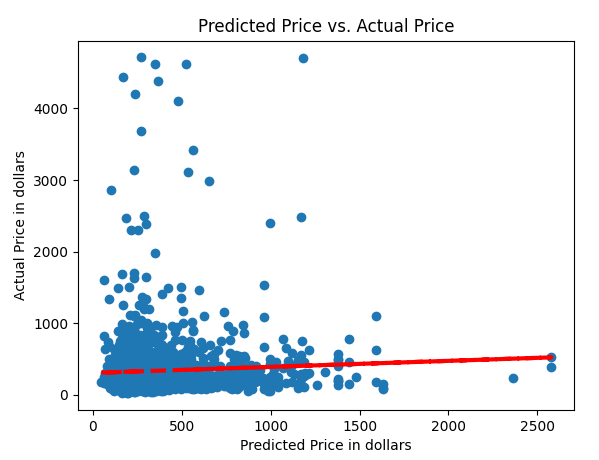 Predicted Price vs. Actual Price
Actual Price in dollars
4000
3000
2000
1000
0
0 500 1000 1500 2000 2500
Predicted Price in dollars